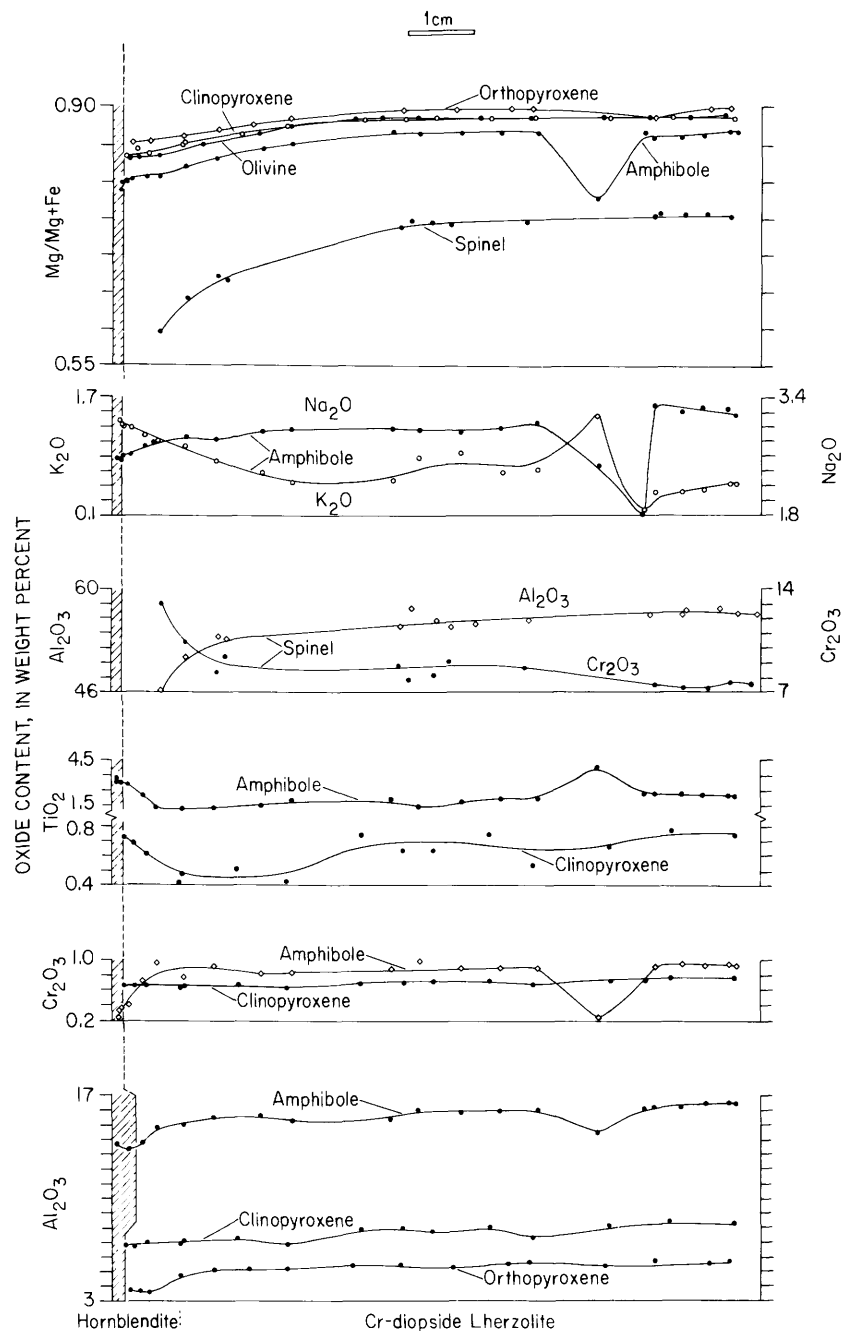 1cm
0.90
Clinopyroxene
Orthopyroxene
Olivine
Amphibole
Mg/Mg+Fe
Spinel
0.55
1.7
Na2O
3.4
K2O
Amphibole
Na2O
K2O
0.1
1.8
60
Al2O3
14
Al2O3
Spinel
Cr2O3
Cr2O3
46
7
OXIDE CONTENT, IN WEIGHT PERCENT
4.5
Amphibole
TiO2
1.5
0.8
Clinopyroxene
0.4
1.0
Amphibole
Cr2O3
Clinopyroxene
0.2
17
Amphibole
Al2O3
Clinopyroxene
Orthopyroxene
3
Hornblendite
Cr-diopside Lherzolite